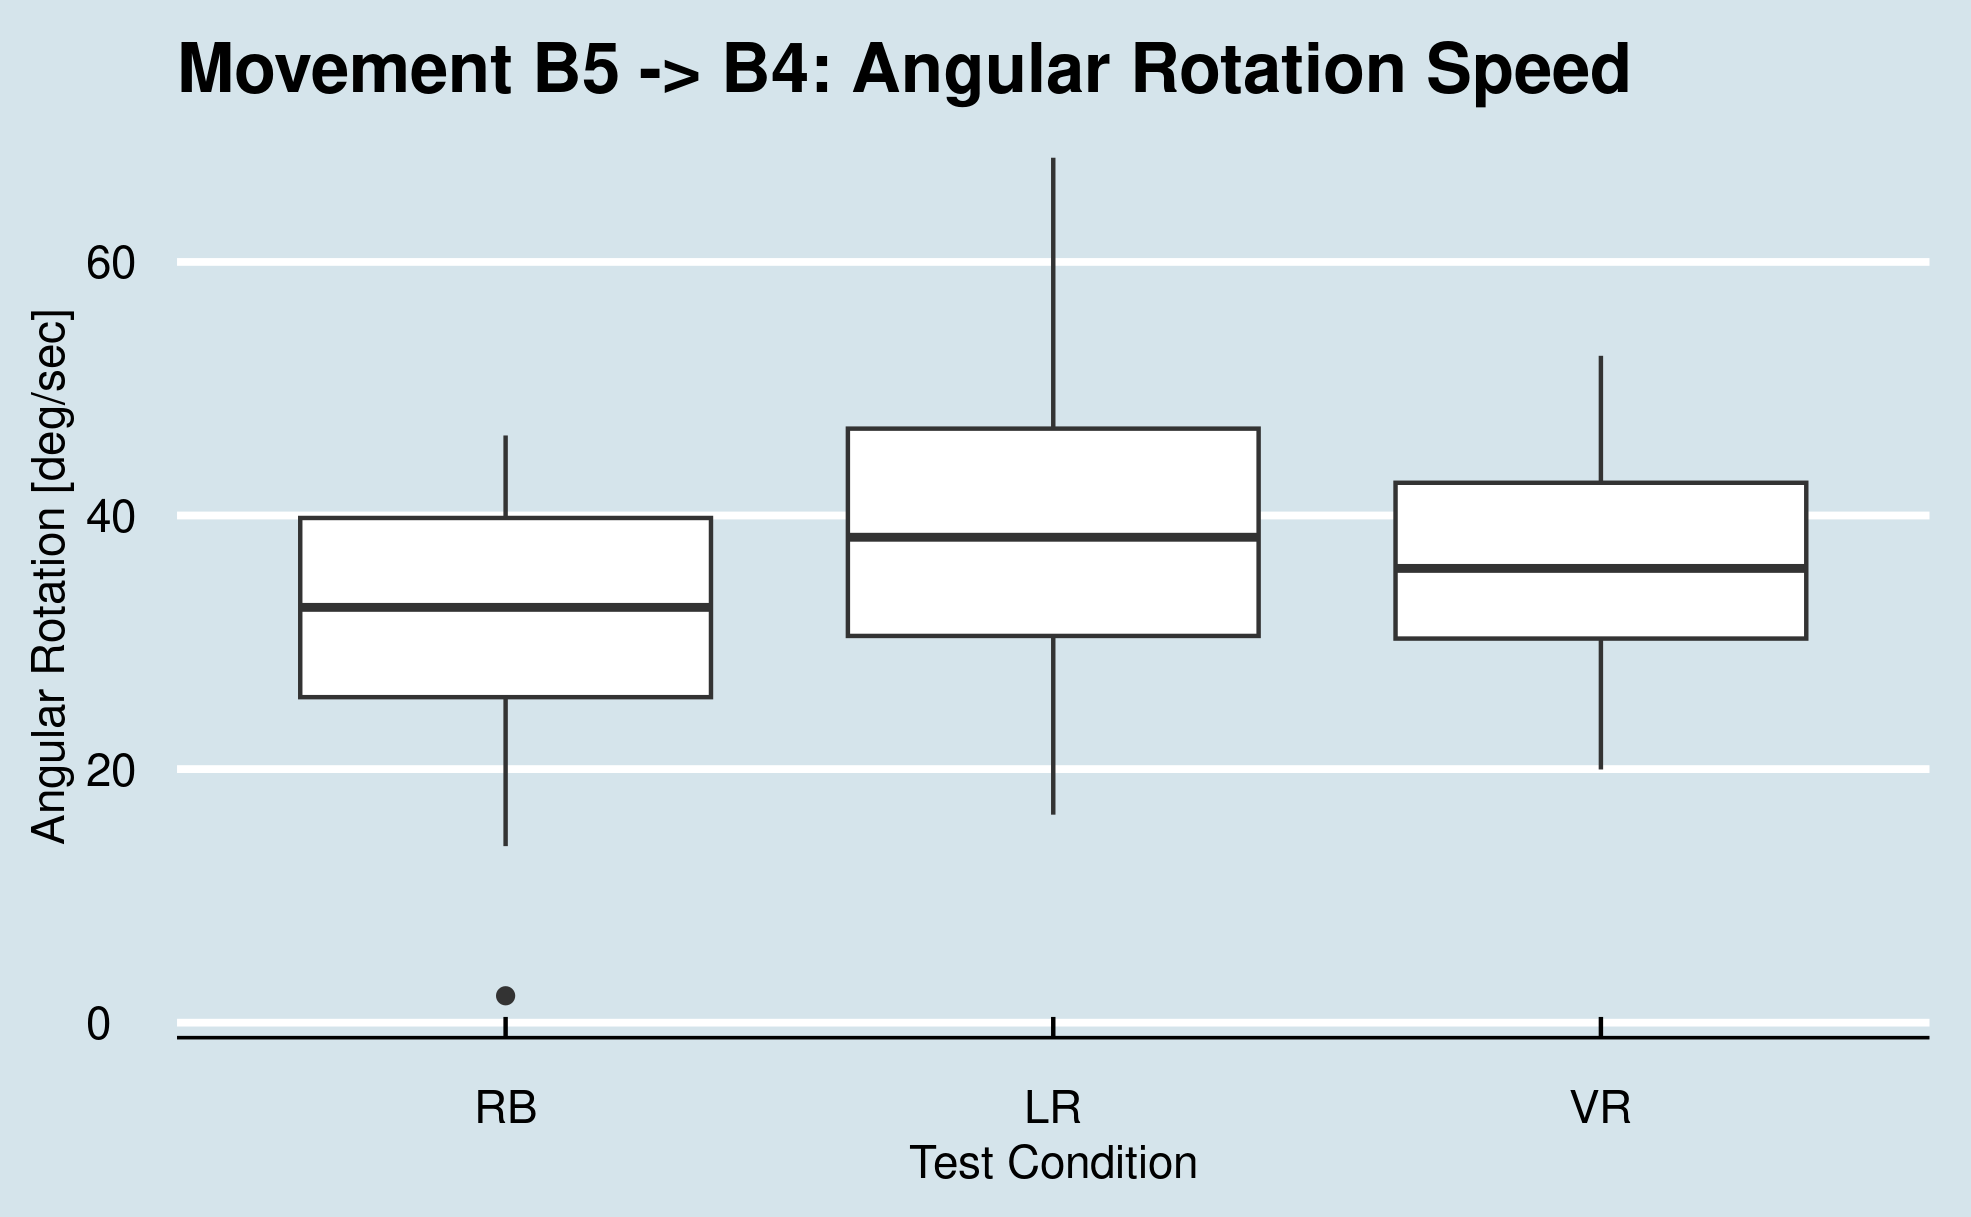 Movement B5 -> B4: Angular Rotation Speed
Angular Rotation [deg/sec]
60
40
20
0
RB LR VR
Test Condition